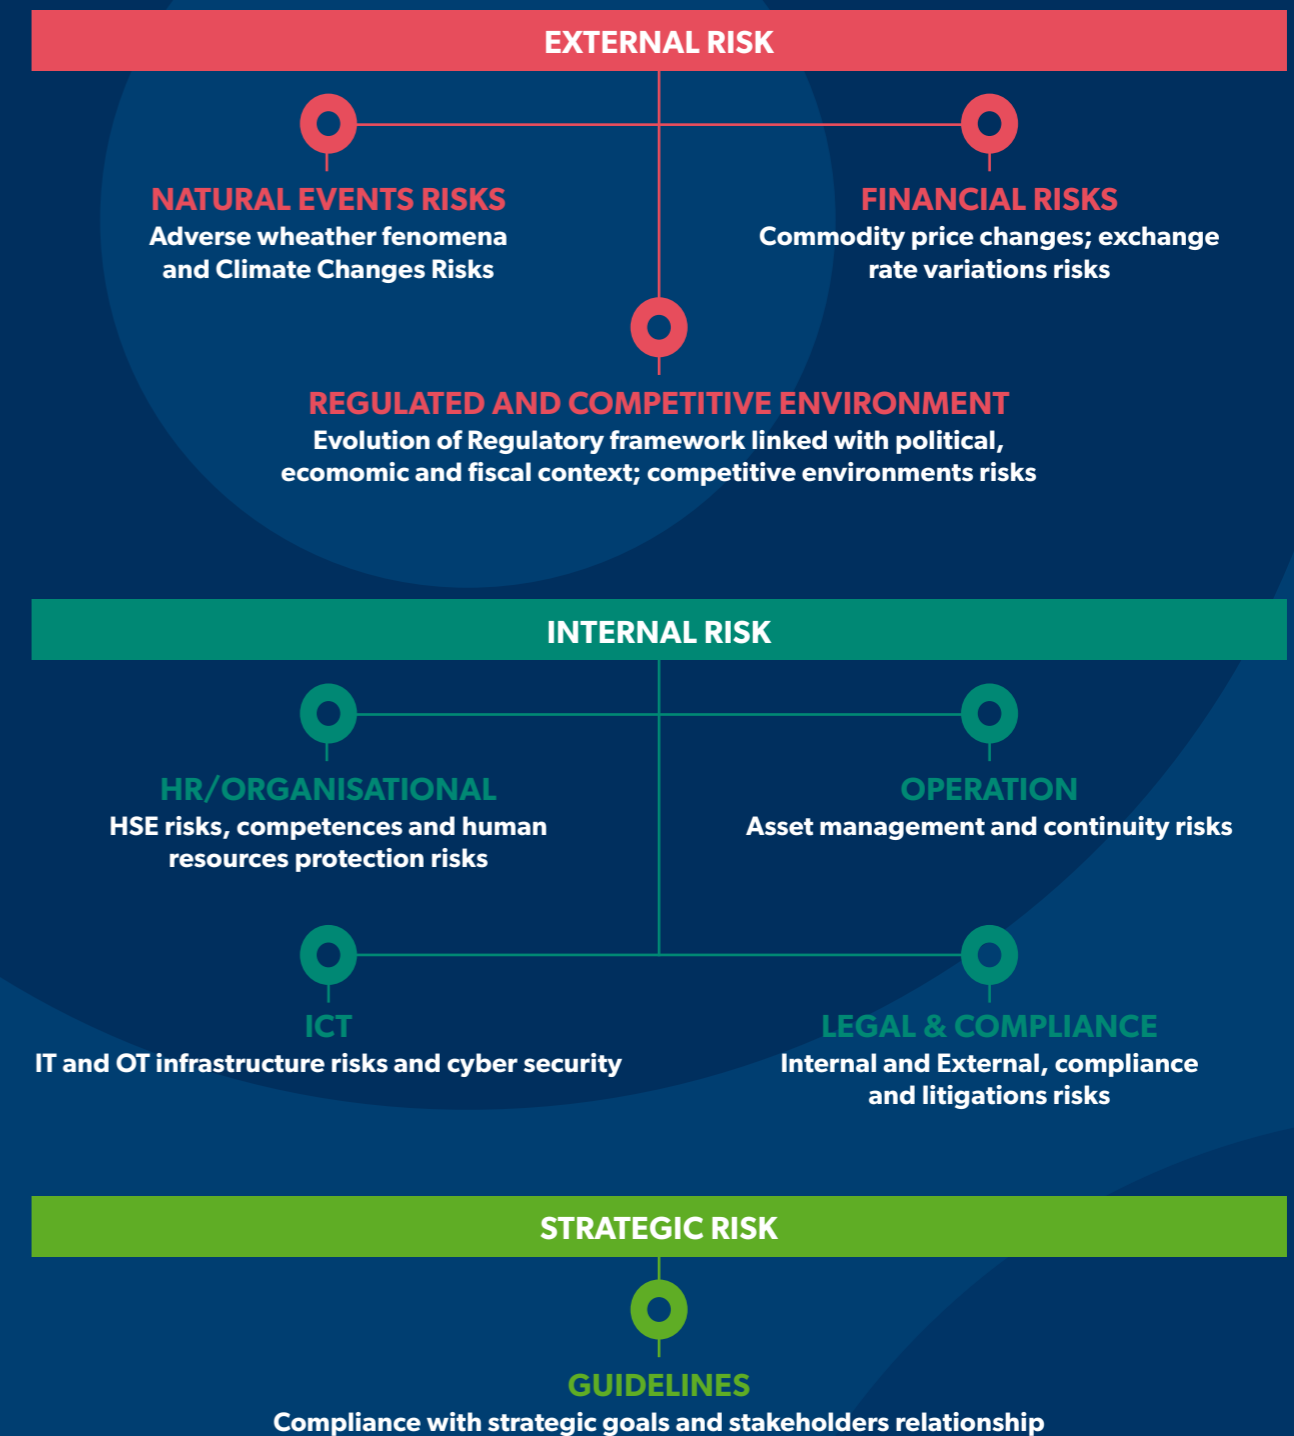 EXTERNAL RISK
NATURAL EVENTS RISKS
Adverse wheather fenomena
and Climate Changes Risks
FINANCIAL RISKS
Commodity price changes; exchange
rate variations risks
REGULATED AND COMPETITIVE ENVIRONMENT
Evolution of Regulatory framework linked with political,
ecomomic and fiscal context; competitive environments risks
INTERNAL RISK
HR/ORGANISATIONAL
HSE risks, competences and human
resources protection risks
OPERATION
Asset management and continuity risks
ICT
IT and OT infrastructure risks and cyber security
LEGAL & COMPLIANCE
Internal and External, compliance
and litigations risks
STRATEGIC RISK
GUIDELINES
Compliance with strategic goals and stakeholders relationship